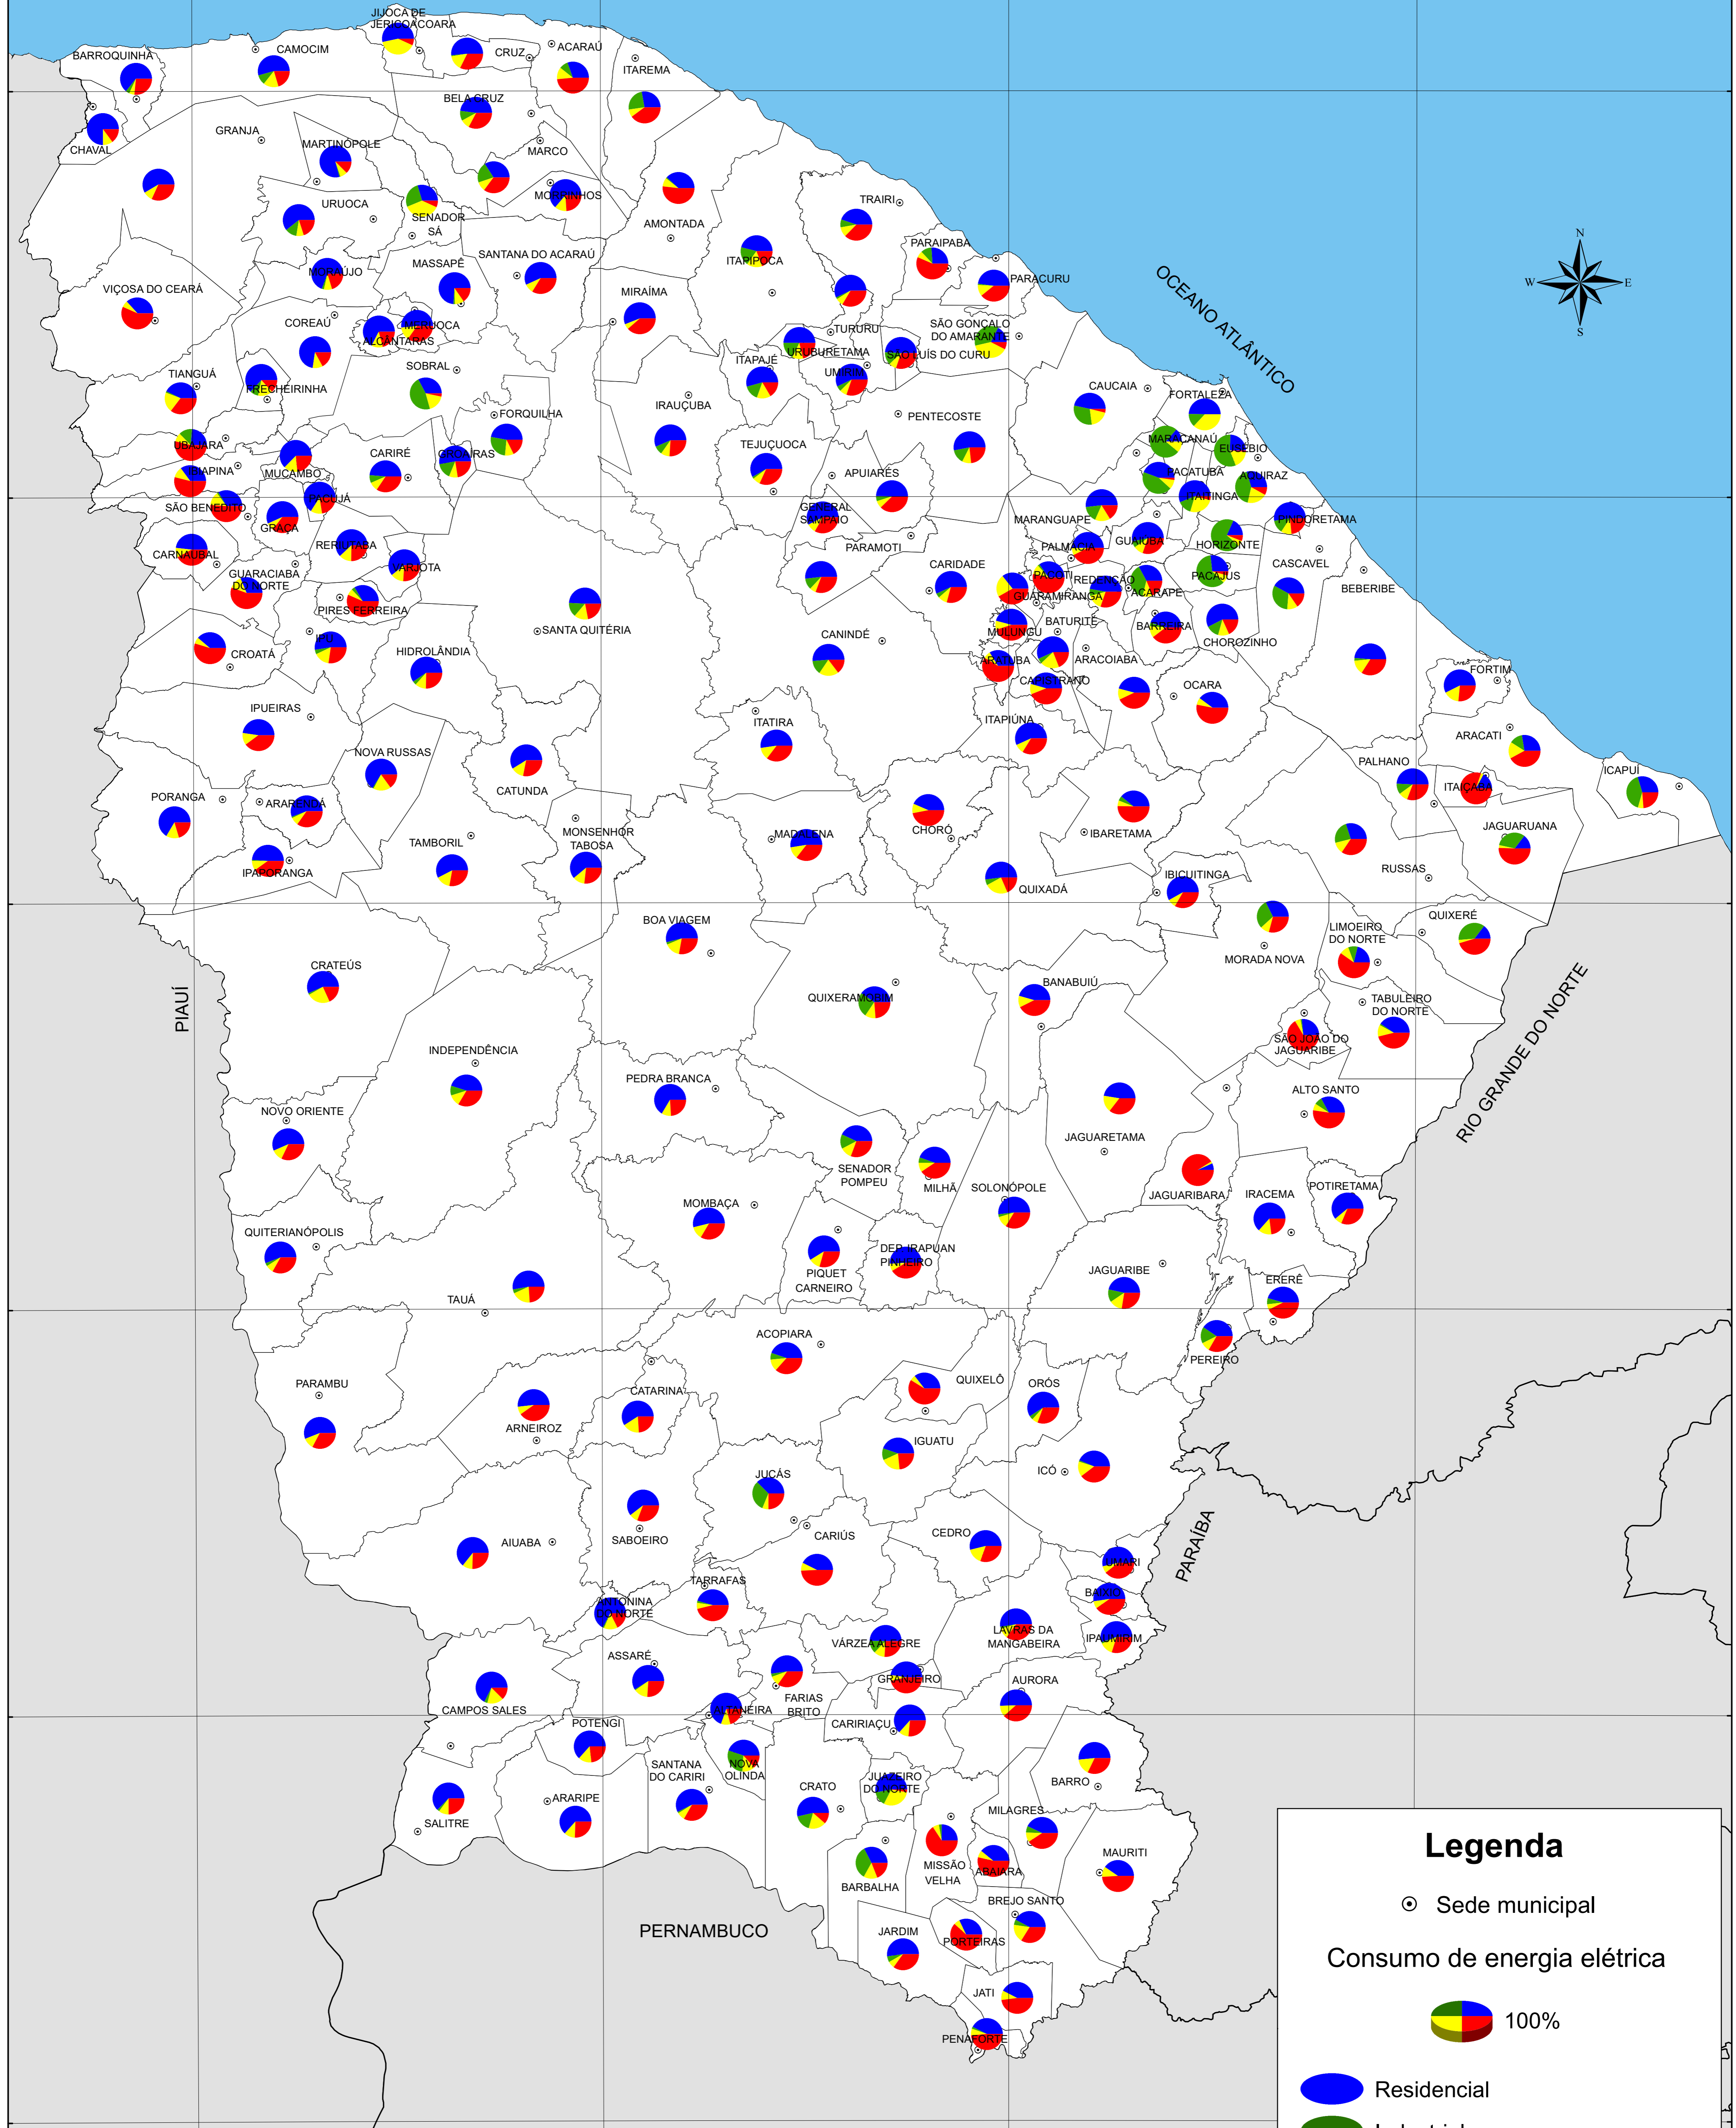 JIJOCA DE
JERICOACOARA
BARROQUINHA
CAMOCIM
CRUZ
ACARAÚ
ITAREMA
BELA CRUZ
CHAVAL
GRANJA
MARTINÓPOLE
MARCO
MORRINHOS
URUOCA
SENADOR
SÁ
AMONTADA
TRAIRI
PARAIPABA
ITAPIPOCA
PARACURU
N
W
E
S
OCEANO ATLÂNTICO
VIÇOSA DO CEARÁ
MORAÚJO
MASSAPÊ
SANTANA DO ACARAÚ
MIRAÍMA
COREAÚ
MERUOCA
ALCÂNTARAS
TURURU
URUBURETAMA
SÃO GONÇALO
DO AMARANTE
SÃO LUÍS DO CURU
TIANGUÁ
FRECHEIRINHA
SOBRAL
ITAPAJÉ
UMIRIM
IRAUÇUBA
FORQUILHA
PENTECOSTE
CAUCAIA
FORTALEZA
UBAJARA
MUCAMBO
CARIRÉ
GROAÍRAS
TEJUÇUOCA
APUIARÉS
MARACANAÚ
EUSÉBIO
IBIAPINA
PACUJÁ
PACATUBA
AQUIRAZ
ITAITINGA
SÃO BENEDITO
GRAÇA
GENERAL
SAMPAIO
MARANGUAPE
PINDORETAMA
CARNAUBAL
RERIUTABA
VARJOTA
PARAMOTI
PALMÁCIA
GUAIUBA
HORIZONTE
CASCAVEL
BEBERIBE
GUARACIABA
DO NORTE
CARIDADE
PACOTI
REDENÇÃO
PACAJUS
ACARAPE
PIRES FERREIRA
GUARAMIRANGA
SANTA QUITÉRIA
CANINDÉ
MULUNGU
BATURITÉ
BARREIRA
CHOROZINHO
CROATÁ
IPU
HIDROLÂNDIA
ARATUBA
ARACOIABA
CAPISTRANO
OCARA
FORTIM
IPUEIRAS
ITATIRA
ITAPIÚNA
ARACATI
NOVA RUSSAS
CATUNDA
PALHANO
ITAIÇABA
ICAPUÍ
PORANGA
ARARENDÁ
CHORÓ
IBARETAMA
JAGUARUANA
MONSENHOR
TABOSA
MADALENA
TAMBORIL
IPAPORANGA
QUIXADÁ
IBICUITINGA
RUSSAS
BOA VIAGEM
QUIXERÉ
LIMOEIRO
DO NORTE
MORADA NOVA
CRATEÚS
PIAUÍ
QUIXERAMOBIM
BANABUIÚ
TABULEIRO
DO NORTE
SÃO JOÃO DO
JAGUARIBE
RIO GRANDE DO NORTE
INDEPENDÊNCIA
PEDRA BRANCA
ALTO SANTO
NOVO ORIENTE
JAGUARETAMA
SENADOR
POMPEU
MILHÃ
SOLONÓPOLE
JAGUARIBARA
IRACEMA
POTIRETAMA
MOMBAÇA
QUITERIANÓPOLIS
DEP. IRAPUAN
PINHEIRO
PIQUET
CARNEIRO
JAGUARIBE
ERERÊ
TAUÁ
ACOPIARA
PEREIRO
PARAMBU
CATARINA
QUIXELÔ
ORÓS
ARNEIROZ
IGUATU
JUCÁS
ICÓ
AIUABA
SABOEIRO
CARIÚS
CEDRO
PARAÍBA
UMARI
TARRAFAS
BAIXIO
ANTONINA
DO NORTE
VÁRZEA ALEGRE
LAVRAS DA
MANGABEIRA
IPAUMIRIM
ASSARÉ
GRANJEIRO
AURORA
CAMPOS SALES
ALTANEIRA
FARIAS
BRITO
CARIRIAÇU
POTENGI
SANTANA
DO CARIRI
NOVA
OLINDA
CRATO
JUAZEIRO
DO NORTE
BARRO
SALITRE
ARARIPE
MILAGRES
MAURITI
BARBALHA
MISSÃO
VELHA
ABAIARA
BREJO SANTO
PERNAMBUCO
JARDIM
PORTEIRAS
JATI
PENAFORTE
Legenda
Sede municipal
Consumo de energia elétrica
100%
Residencial